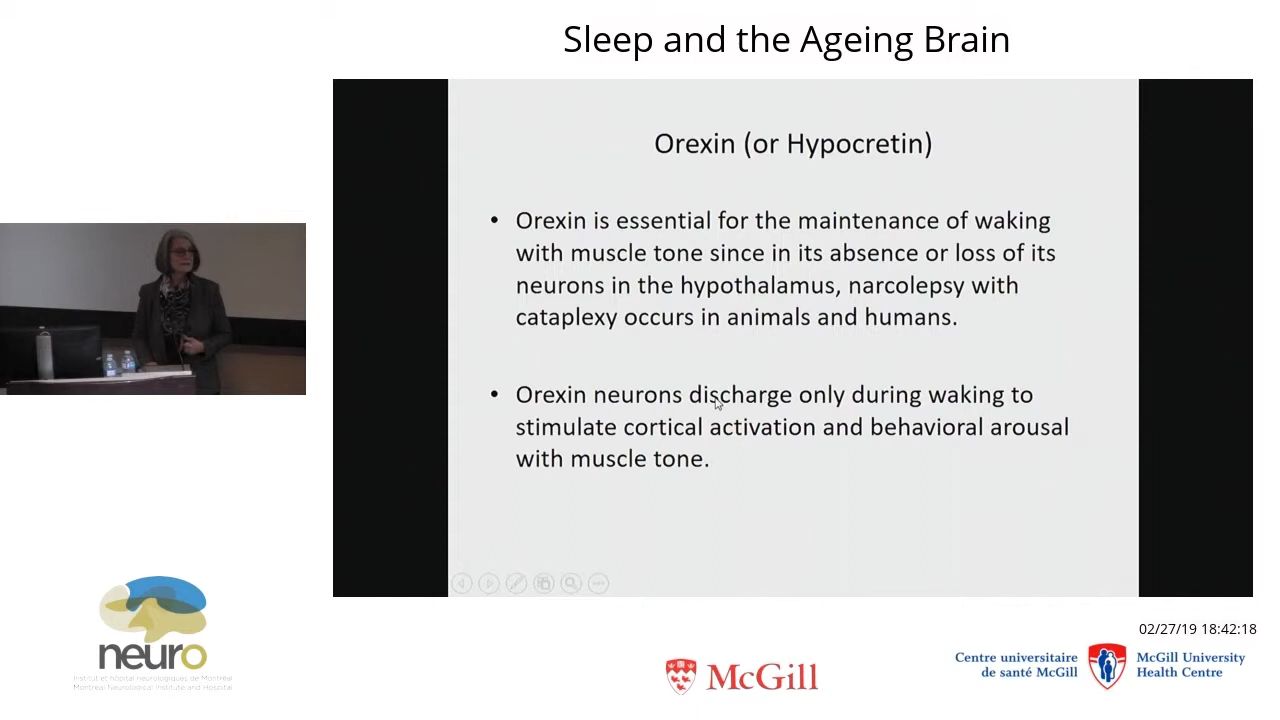 Sleep and the Ageing Brain
Orexin (or Hypocretin)
• Orexin is essential for the maintenance of waking
with muscle tone since in its absence or loss of its
neurons in the hypothalamus, narcolepsy with
cataplexy occurs in animals and humans.
• Orexin neurons discharge only during waking to
stimulate cortical activation and behavioral arousal
with muscle tone.
02/27/19 18:42:18
neuro
Institut et hôpital neurologiques de Montréal
Montreal Neurological Institute and Hospital
McGill
Centre universitaire
de santé McGill
McGill University
Health Centre